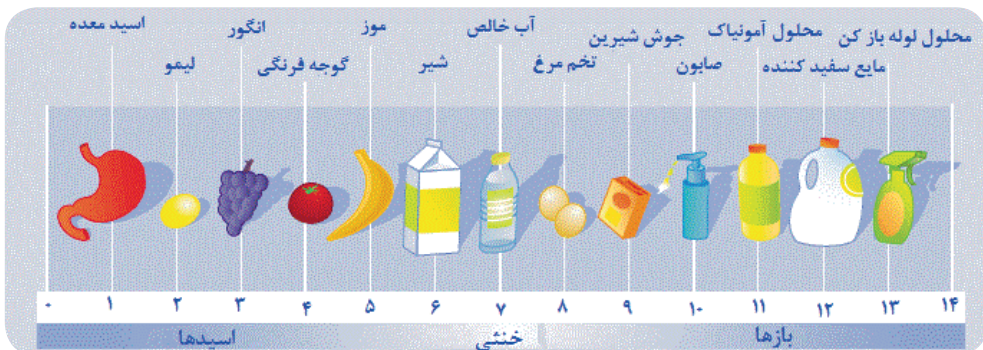 محلول لوله باز کن محلول آمونیاک جوش شیرین آب خالص موز انگور اسید معده
مایع سفید کننده صابون تخم مرغ شیر گوجه فرنگی لیمو
۰ ۱ ۲ ۳ ۴ ۵ ۶ ۷ ۸ ۹ ۱۰ ۱۱ ۱۲ ۱۳ ۱۴
بازها خنثی اسیدها